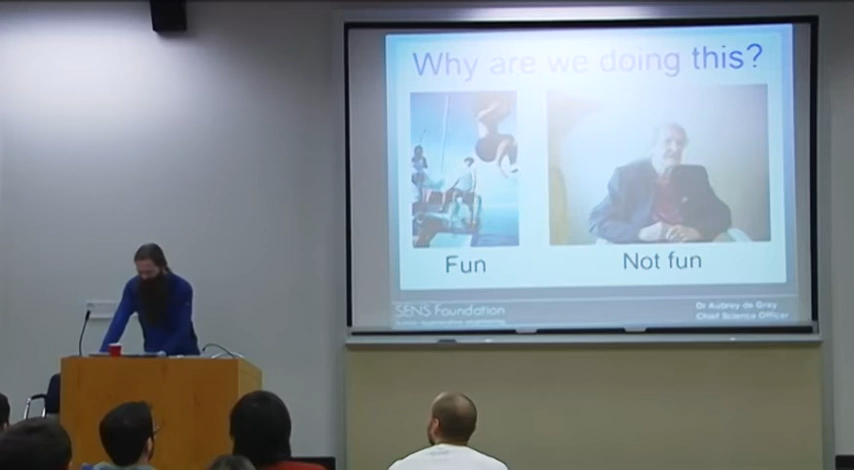 Why are we doing this?
Fun
Not fun
SENS Foundation
Dr Aubrey de Grey
Chief Science Officer